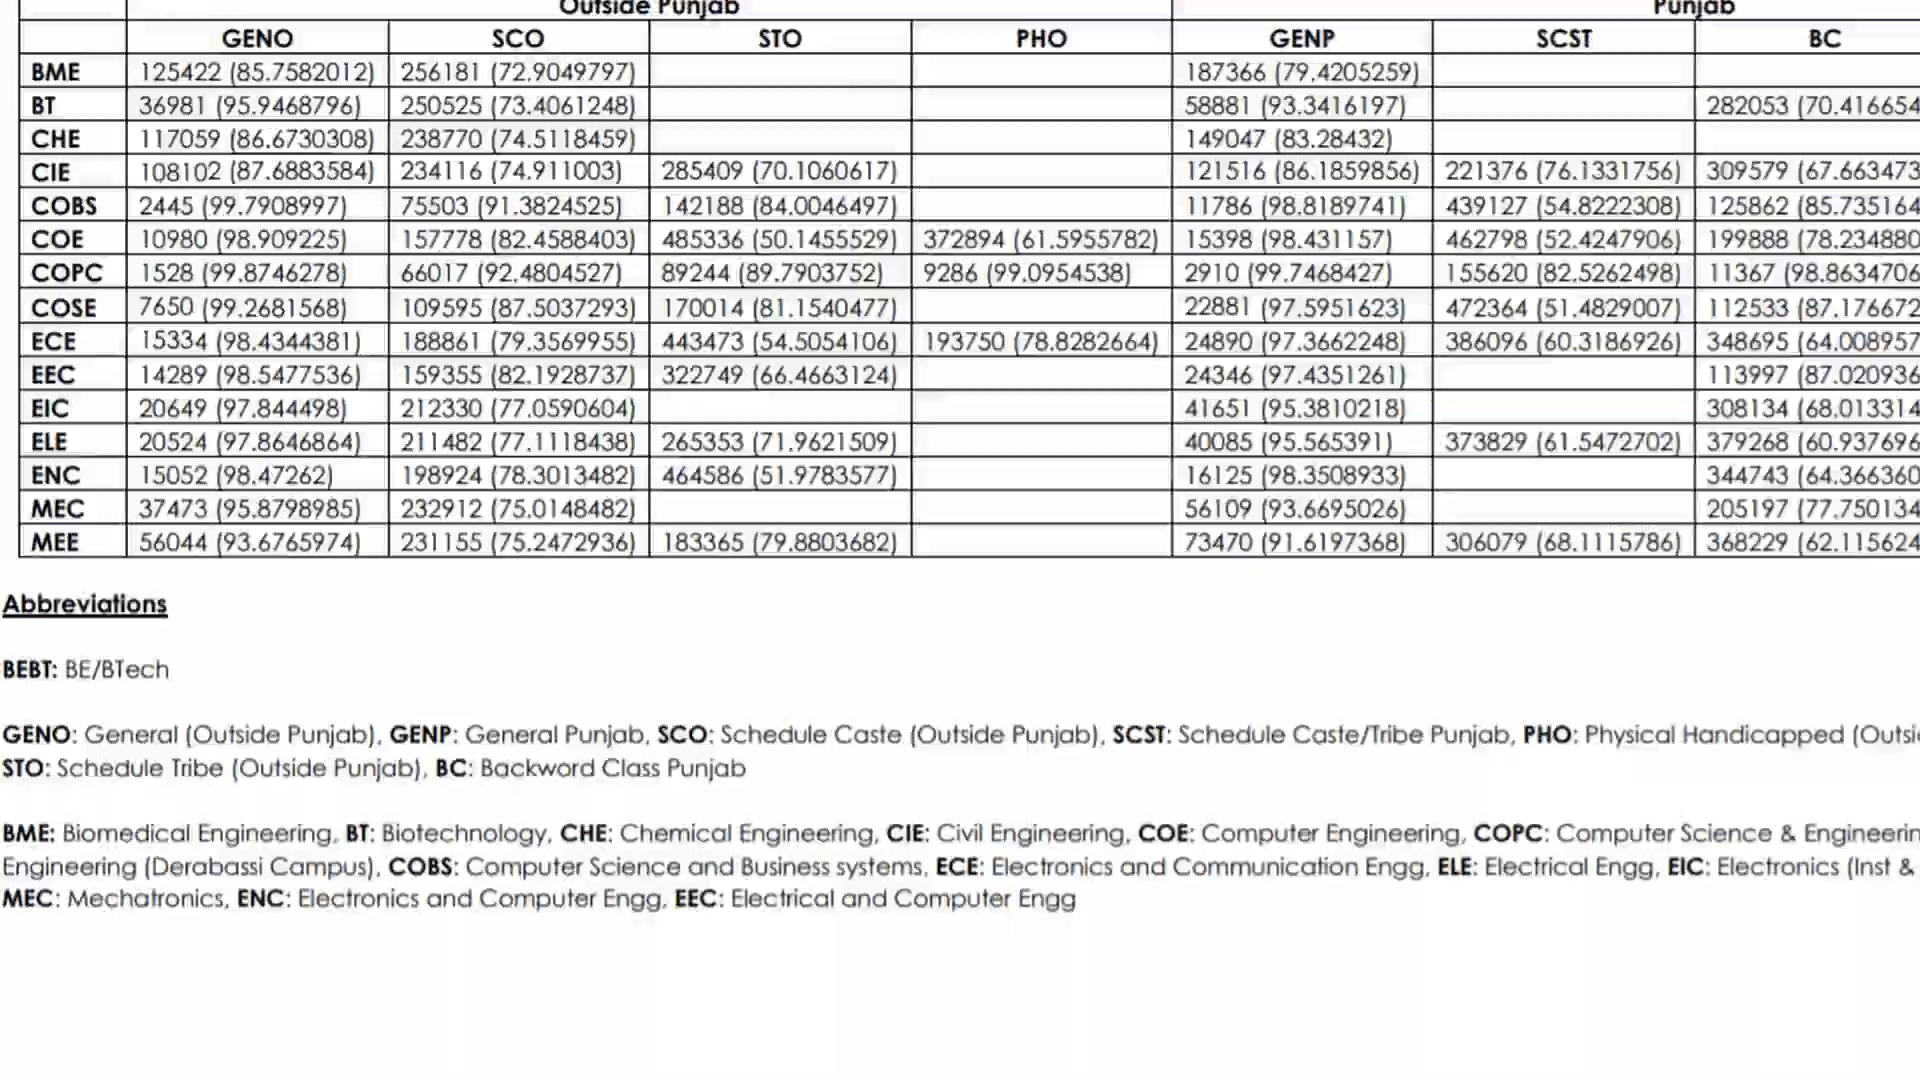 Outside Punjab Punjab
GENO SCO STO PHO GENP SCST BC
BME 125422 (85.7582012) 256181 (72.9049797) 187366 (79.4205259)
BT 36981 (95.9468796) 250525 (73.4061248) 58881 (93.3416197) 282053 (70.416654
CHE 117059 (86.6730308) 238770 (74.5118459) 149047 (83.28432)
CIE 108102 (87.6883584) 234116 (74.911003) 285409 (70.1060617) 121516 (86.1859856) 221376 (76.1331756) 309579 (67.663473
COBS 2445 (99.7908997) 75503 (91.3824525) 142188 (84.0046497) 11786 (98.8189741) 439127 (54.8222308) 125862 (85.735164
COE 10980 (98.909225) 157778 (82.4588403) 485336 (50.1455529) 372894 (61.5955782) 15398 (98.431157) 462798 (52.4247906) 199888 (78.234880
COPC 1528 (99.8746278) 66017 (92.4804527) 89244 (89.7903752) 9286 (99.0954538) 2910 (99.7468427) 155620 (82.5262498) 11367 (98.8634706
COSE 7650 (99.2681568) 109595 (87.5037293) 170014 (81.1540477) 22881 (97.5951623) 472364 (51.4829007) 112533 (87.176672
ECE 15334 (98.4344381) 188861 (79.3569955) 443473 (54.5054106) 193750 (78.8282664) 24890 (97.3662248) 386096 (60.3186926) 348695 (64.008957
EEC 14289 (98.5477536) 159355 (82.1928737) 322749 (66.4663124) 24346 (97.4351261) 113997 (87.020936
EIC 20649 (97.844498) 212330 (77.0590604) 41651 (95.3810218) 308134 (68.013314
ELE 20524 (97.8646864) 211482 (77.1118438) 265353 (71.9621509) 40085 (95.565391) 373829 (61.5472702) 379268 (60.937696
ENC 15052 (98.47262) 198924 (78.3013482) 464586 (51.9783577) 16125 (98.3508933) 344743 (64.366360
MEC 37473 (95.8798985) 232912 (75.0148482) 56109 (93.6695026) 205197 (77.750134
MEE 56044 (93.6765974) 231155 (75.2472936) 183365 (79.8803682) 73470 (91.6197368) 306079 (68.1115786) 368229 (62.115624
Abbreviations
BEBT: BE/BTech
GENO: General (Outside Punjab), GENP: General Punjab, SCO: Schedule Caste (Outside Punjab), SCST: Schedule Caste/Tribe Punjab, PHO: Physical Handicapped (Outsi
STO: Schedule Tribe (Outside Punjab), BC: Backword Class Punjab
BME: Biomedical Engineering, BT: Biotechnology, CHE: Chemical Engineering, CIE: Civil Engineering, COE: Computer Engineering, COPC: Computer Science & Engineerin
Engineering (Derabassi Campus), COBS: Computer Science and Business systems, ECE: Electronics and Communication Engg, ELE: Electrical Engg, EIC: Electronics (Inst &
MEC: Mechatronics, ENC: Electronics and Computer Engg, EEC: Electrical and Computer Engg